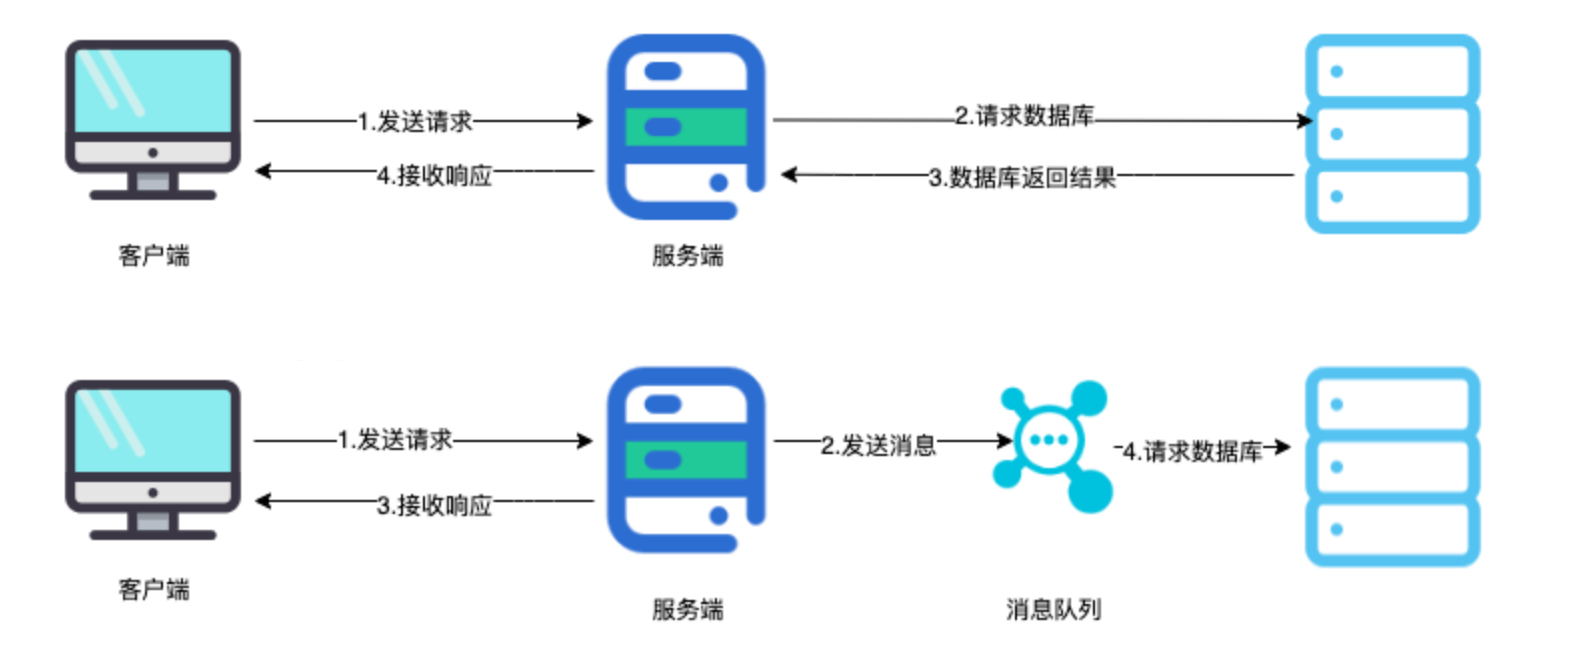 1.发送请求
2.请求数据库
4.接收响应
3.数据库返回结果
客户端
服务端
1.发送请求
2.发送消息
4.请求数据库
3.接收响应
客户端
服务端
消息队列